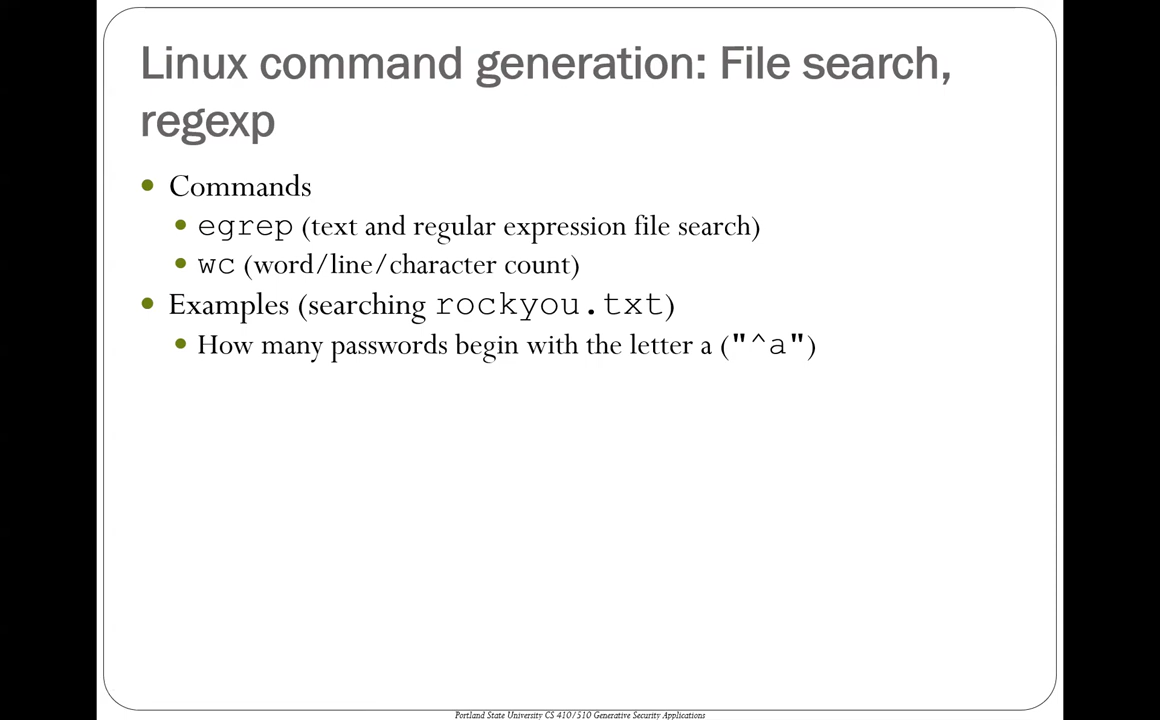 Linux command generation: File search,
regexp
• Commands
• egrep (text and regular expression file search)
• wc (word/line/character count)
• Examples (searching rockyou.txt)
• How many passwords begin with the letter a ("^a")
Portland State University CS 410/510 Generative Security Applications